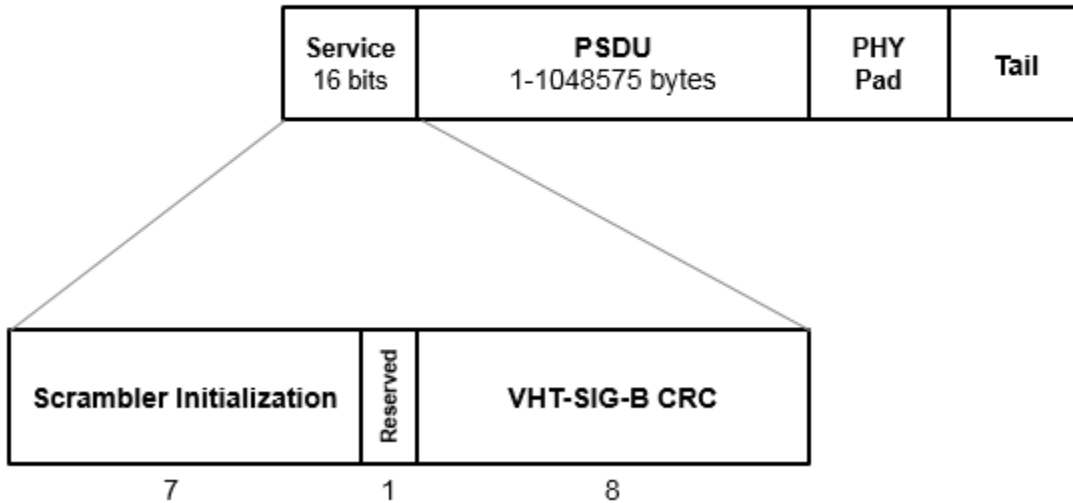 Service
16 bits
PSDU
1-1048575 bytes
PHY
Pad
Tail
Scrambler Initialization
Reserved
VHT-SIG-B CRC
7
1
8